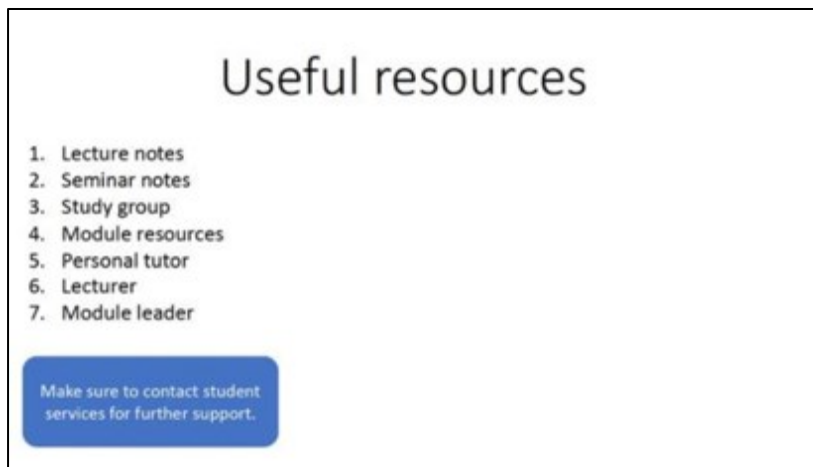 Useful resources
1. Lecture notes
2. Seminar notes
3. Study group
4. Module resources
5. Personal tutor
6. Lecturer
7. Module leader
Make sure to contact student
services for further support.